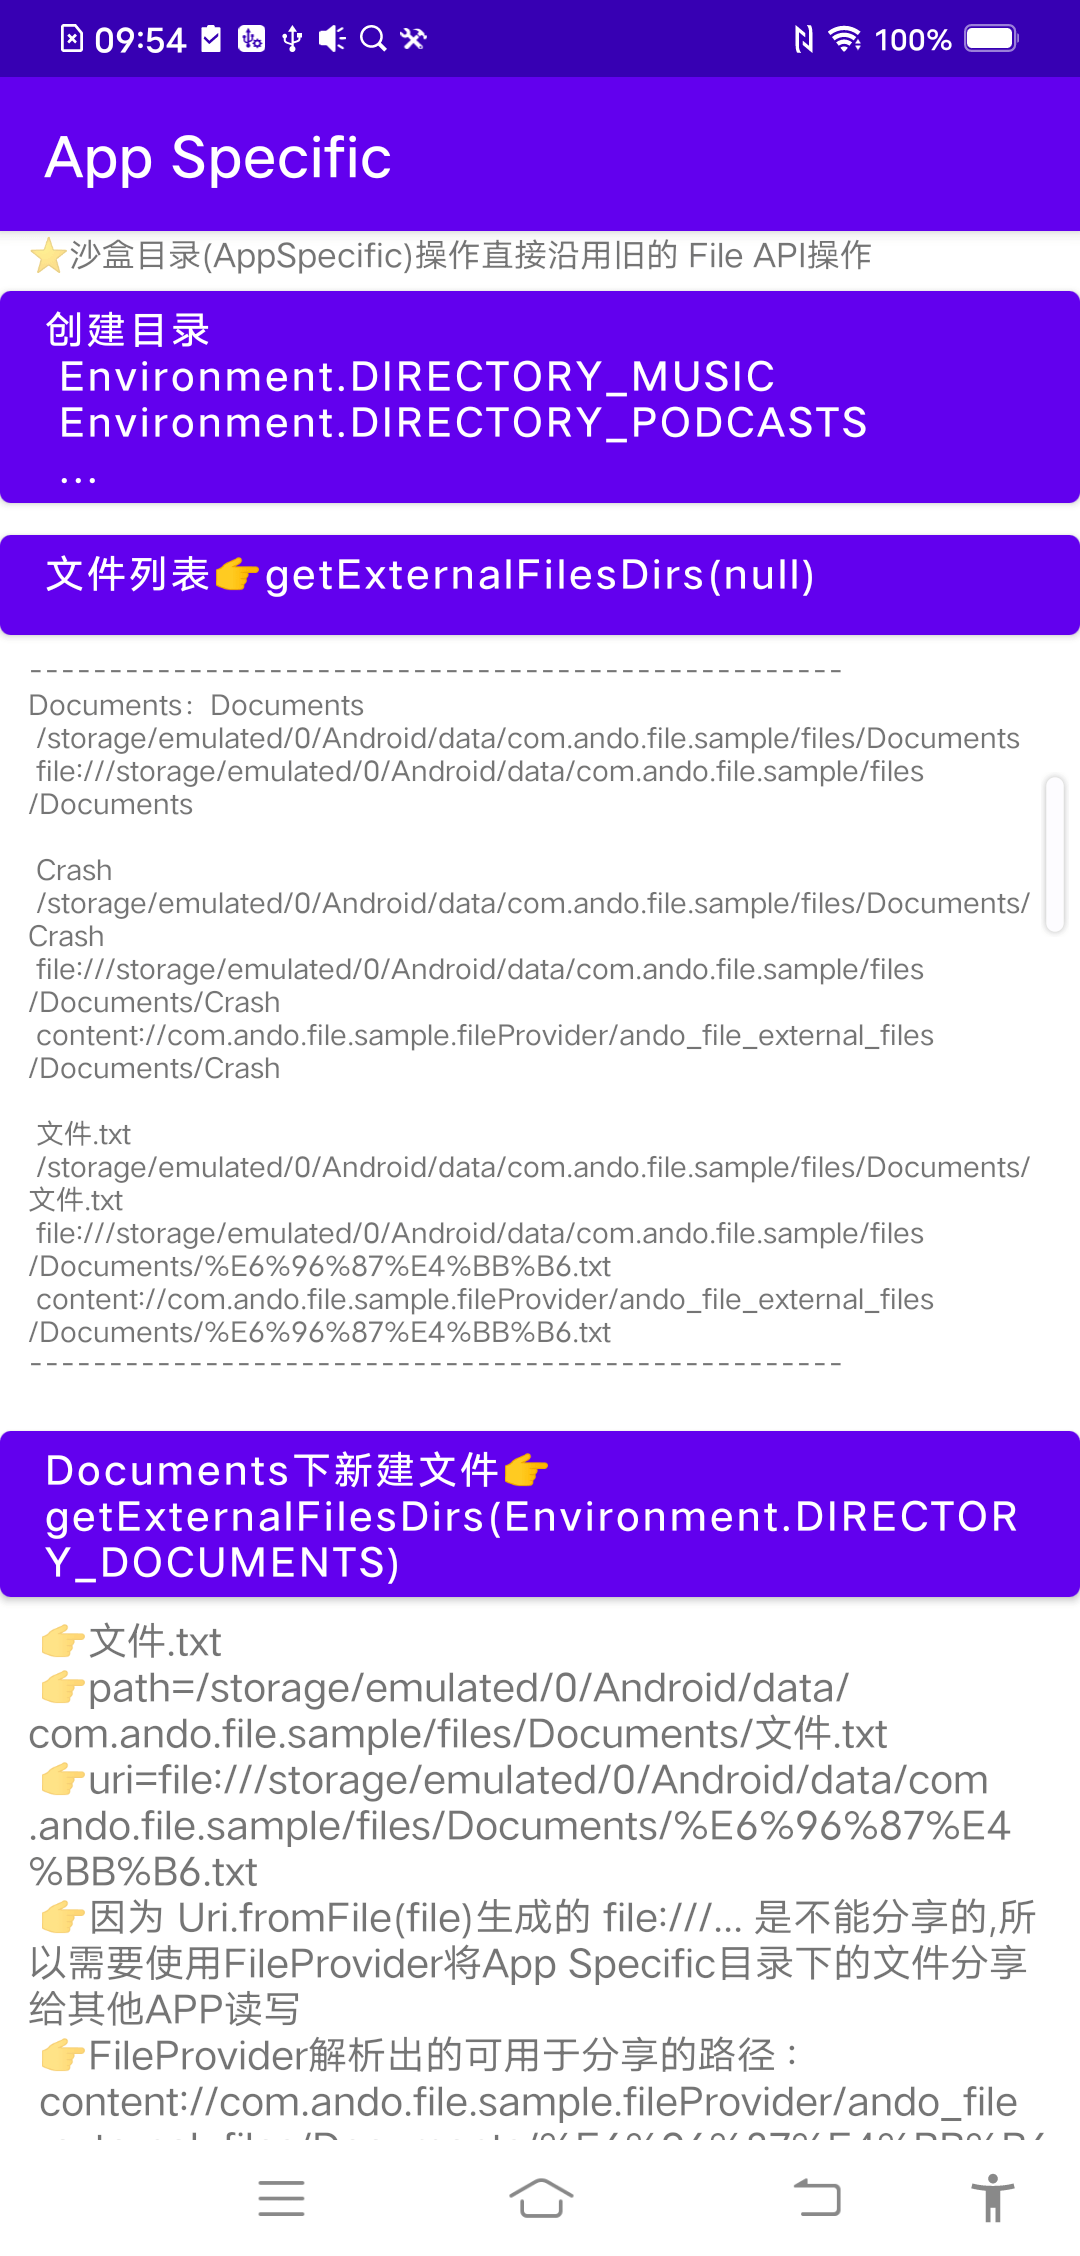 09:54
100%
App Specific
⭐沙盒目录(AppSpecific)操作直接沿用旧的 File API操作
创建目录
Environment.DIRECTORY_MUSIC
Environment.DIRECTORY_PODCASTS
...
文件列表👉getExternalFilesDirs(null)
---------------------------------------------------
Documents：Documents
/storage/emulated/0/Android/data/com.ando.file.sample/files/Documents
file:///storage/emulated/0/Android/data/com.ando.file.sample/files
/Documents
Crash
/storage/emulated/0/Android/data/com.ando.file.sample/files/Documents/
Crash
file:///storage/emulated/0/Android/data/com.ando.file.sample/files
/Documents/Crash
content://com.ando.file.sample.fileProvider/ando_file_external_files
/Documents/Crash
文件.txt
/storage/emulated/0/Android/data/com.ando.file.sample/files/Documents/
文件.txt
file:///storage/emulated/0/Android/data/com.ando.file.sample/files
/Documents/%E6%96%87%E4%BB%B6.txt
content://com.ando.file.sample.fileProvider/ando_file_external_files
/Documents/%E6%96%87%E4%BB%B6.txt
---------------------------------------------------
Documents下新建文件👉
getExternalFilesDirs(Environment.DIRECTOR
Y_DOCUMENTS)
👉文件.txt
👉path=/storage/emulated/0/Android/data/
com.ando.file.sample/files/Documents/文件.txt
👉uri=file:///storage/emulated/0/Android/data/com
.ando.file.sample/files/Documents/%E6%96%87%E4
%BB%B6.txt
👉因为 Uri.fromFile(file)生成的 file:///... 是不能分享的,所
以需要使用FileProvider将App Specific目录下的文件分享
给其他APP读写
👉FileProvider解析出的可用于分享的路径：
content://com.ando.file.sample.fileProvider/ando_file